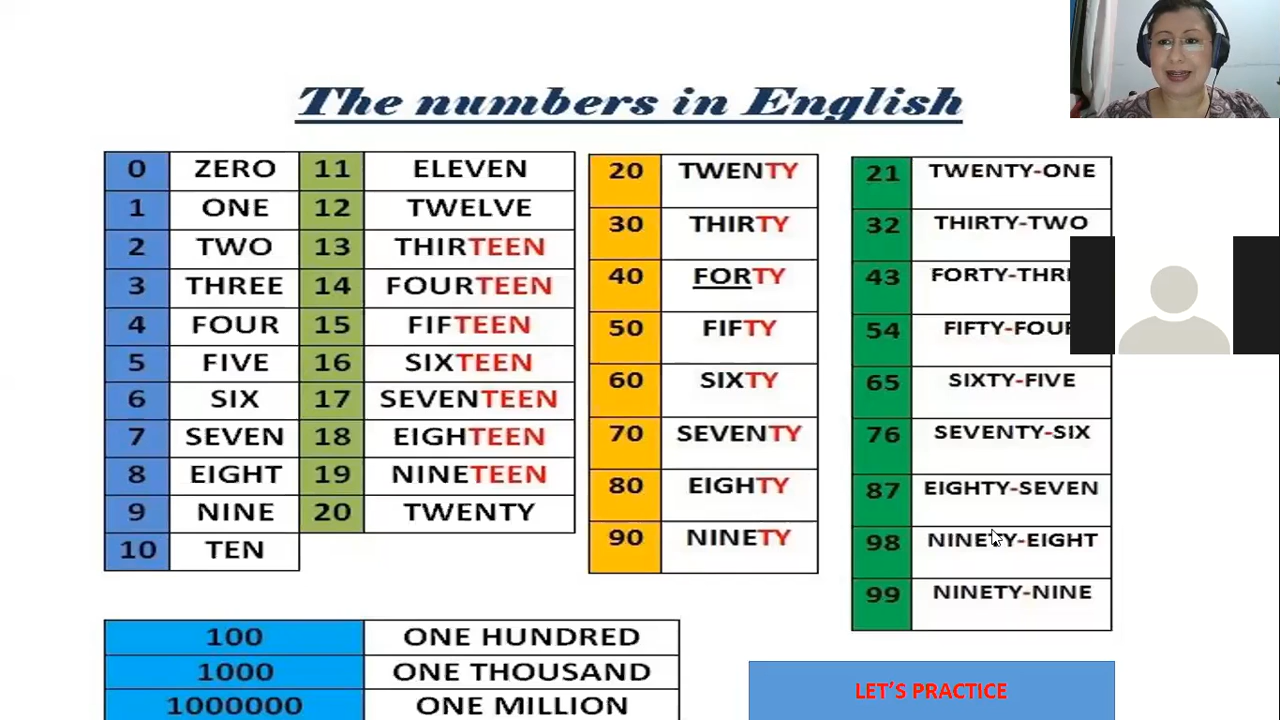 The numbers in English
0 ZERO 11 ELEVEN
1 ONE 12 TWELVE
2 TWO 13 THIRTEEN
3 THREE 14 FOURTEEN
4 FOUR 15 FIFTEEN
5 FIVE 16 SIXTEEN
6 SIX 17 SEVENTEEN
7 SEVEN 18 EIGHTEEN
8 EIGHT 19 NINETEEN
9 NINE 20 TWENTY
10 TEN
20 TWENTY
30 THIRTY
40 FORTY
50 FIFTY
60 SIXTY
70 SEVENTY
80 EIGHTY
90 NINETY
21 TWENTY-ONE
32 THIRTY-TWO
43 FORTY-THR
54 FIFTY-FOUR
65 SIXTY-FIVE
76 SEVENTY-SIX
87 EIGHTY-SEVEN
98 NINETY-EIGHT
99 NINETY-NINE
100 ONE HUNDRED
1000 ONE THOUSAND
1000000 ONE MILLION
LET'S PRACTICE